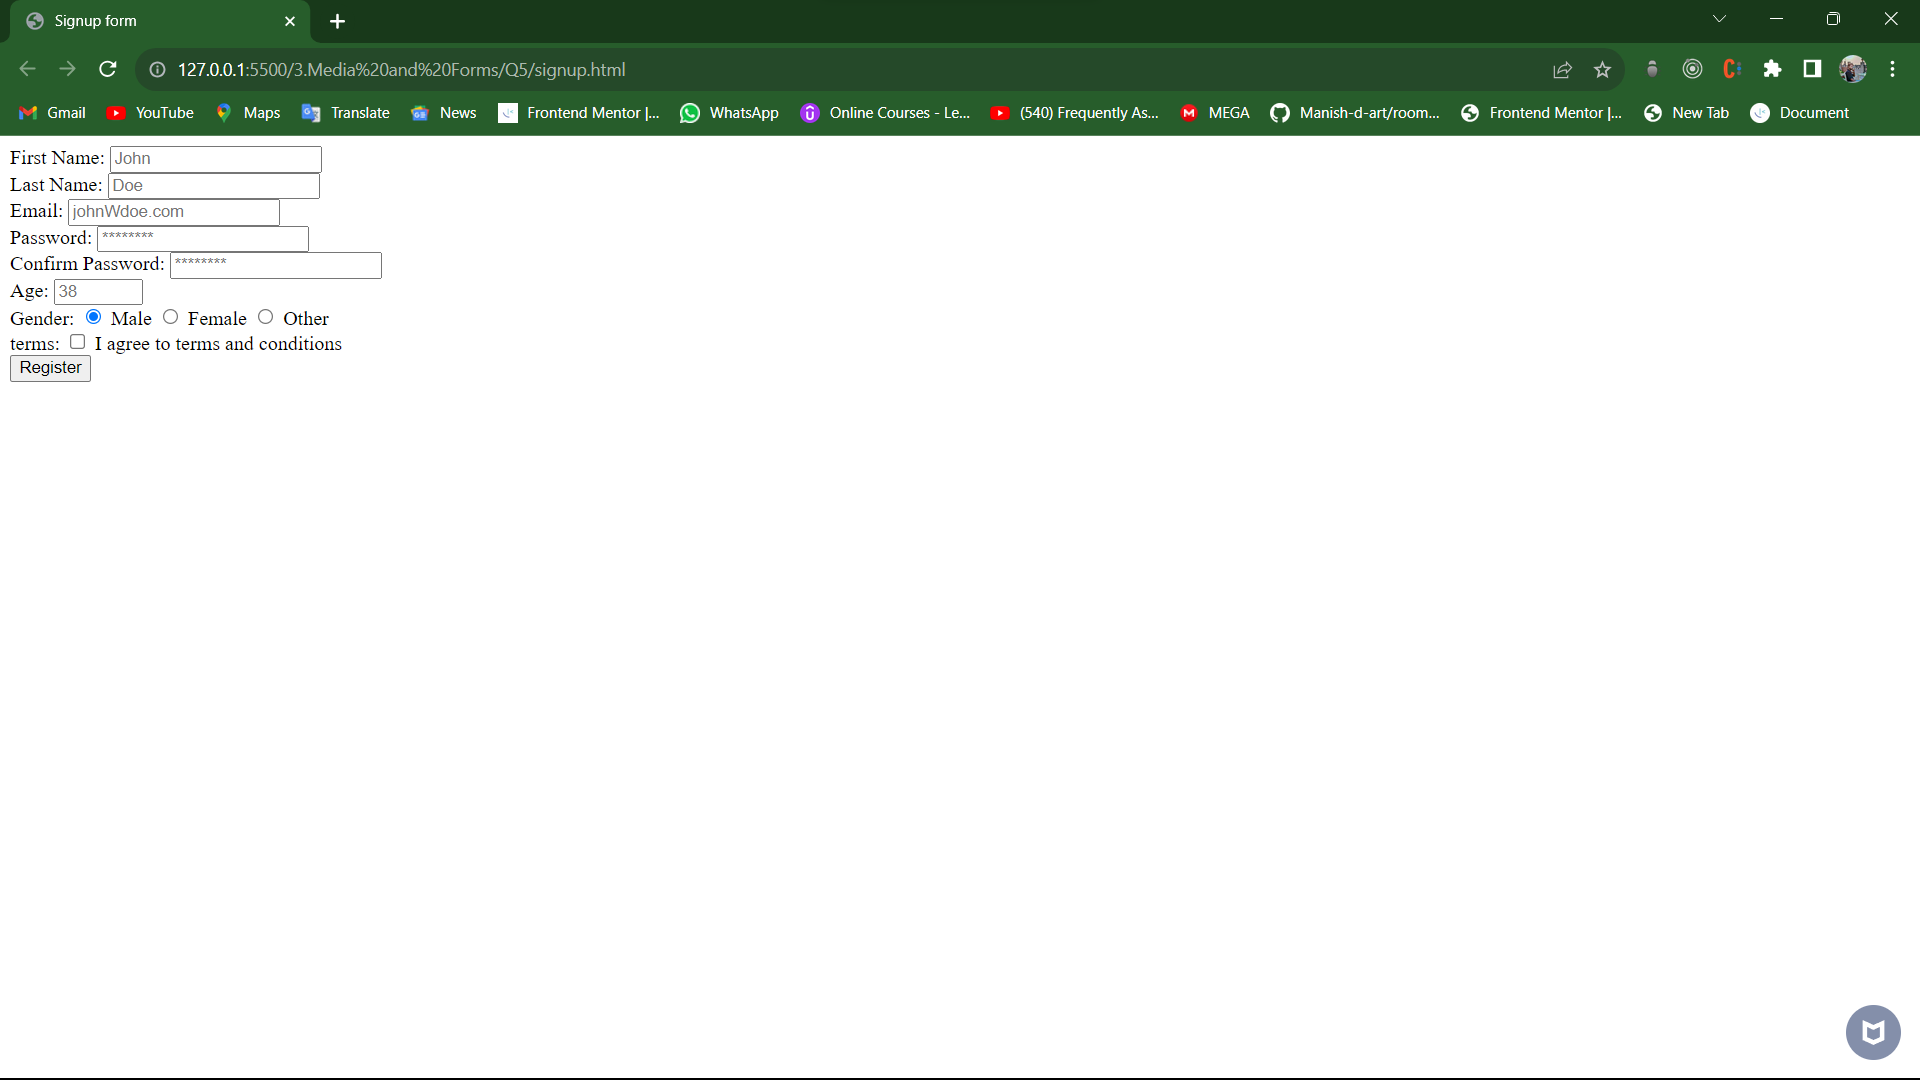 Signup form
127.0.0.1:5500/3.Media%20and%20Forms/Q5/signup.html
Gmail YouTube Maps Translate News Frontend Mentor |... WhatsApp Online Courses - Le... (540) Frequently As... MEGA Manish-d-art/room... Frontend Mentor |... New Tab Document
First Name: John
Last Name: Doe
Email: johnWdoe.com
Password: ********
Confirm Password: ********
Age: 38
Gender: Male Female Other
terms: I agree to terms and conditions
Register